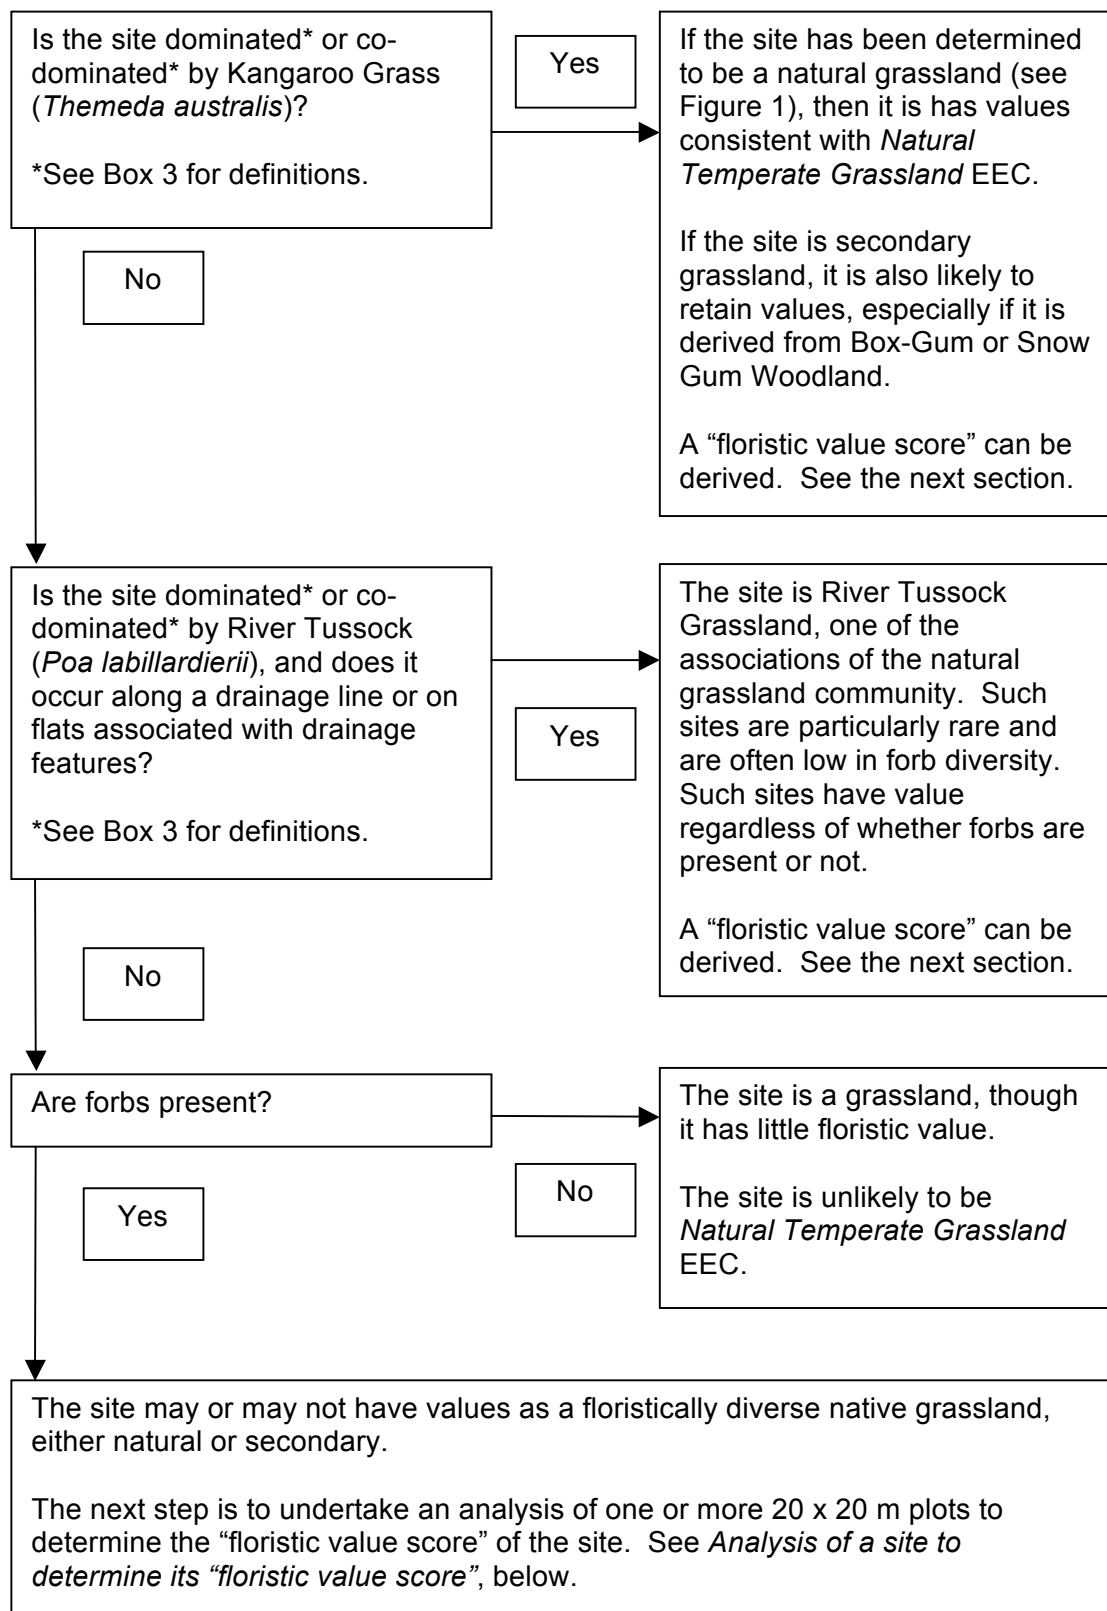 Is the site dominated* or co-
dominated* by Kangaroo Grass
(Themeda australis)?
*See Box 3 for definitions.
Yes
If the site has been determined
to be a natural grassland (see
Figure 1), then it is has values
consistent with Natural
Temperate Grassland EEC.
If the site is secondary
grassland, it is also likely to
retain values, especially if it is
derived from Box-Gum or Snow
Gum Woodland.
A “floristic value score” can be
derived.  See the next section.
No
Is the site dominated* or co-
dominated* by River Tussock
(Poa labillardierii), and does it
occur along a drainage line or on
flats associated with drainage
features?
*See Box 3 for definitions.
Yes
The site is River Tussock
Grassland, one of the
associations of the natural
grassland community.  Such
sites are particularly rare and
are often low in forb diversity.
Such sites have value
regardless of whether forbs are
present or not.
A “floristic value score” can be
derived.  See the next section.
No
Are forbs present?
No
The site is a grassland, though
it has little floristic value.
The site is unlikely to be
Natural Temperate Grassland
EEC.
Yes
The site may or may not have values as a floristically diverse native grassland,
either natural or secondary.
The next step is to undertake an analysis of one or more 20 x 20 m plots to
determine the “floristic value score” of the site.  See Analysis of a site to
determine its “floristic value score”, below.